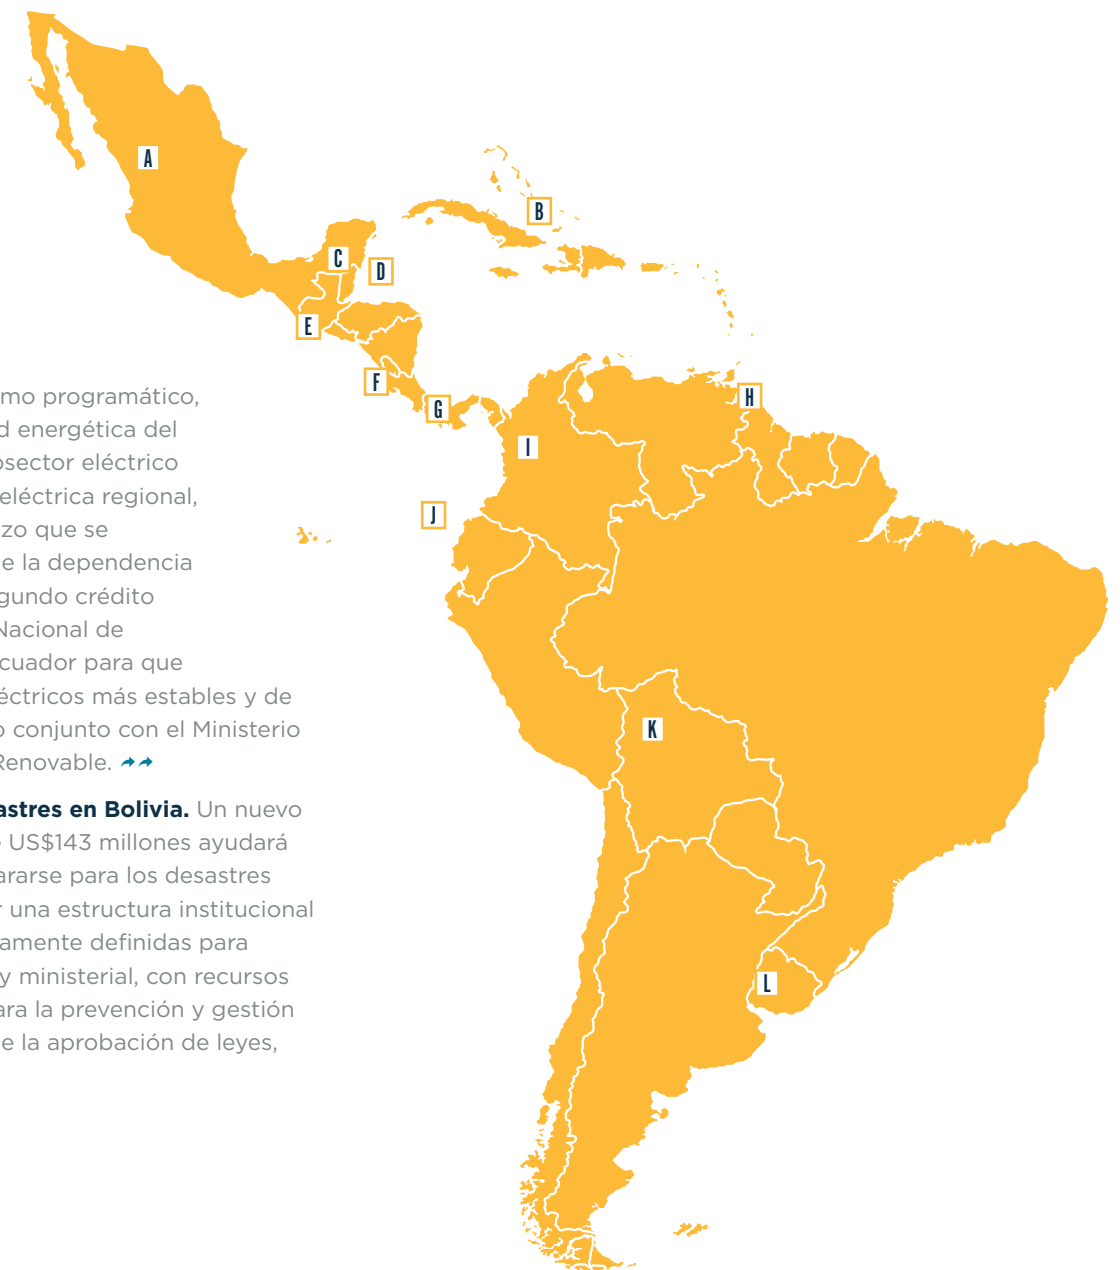 A
B
C
D
E
F
G
H
I
J
K
L
mo programático,
d energética del
sector eléctrico
eléctrica regional,
zo que se
e la dependencia
gundo crédito
Nacional de
cuador para que
éctricos más estables y de
o conjunto con el Ministerio
Renovable.
astres en Bolivia. Un nuevo
e US$143 millones ayudará
ararse para los desastres
r una estructura institucional
amente definidas para
y ministerial, con recursos
ara la prevención y gestión
e la aprobación de leyes,